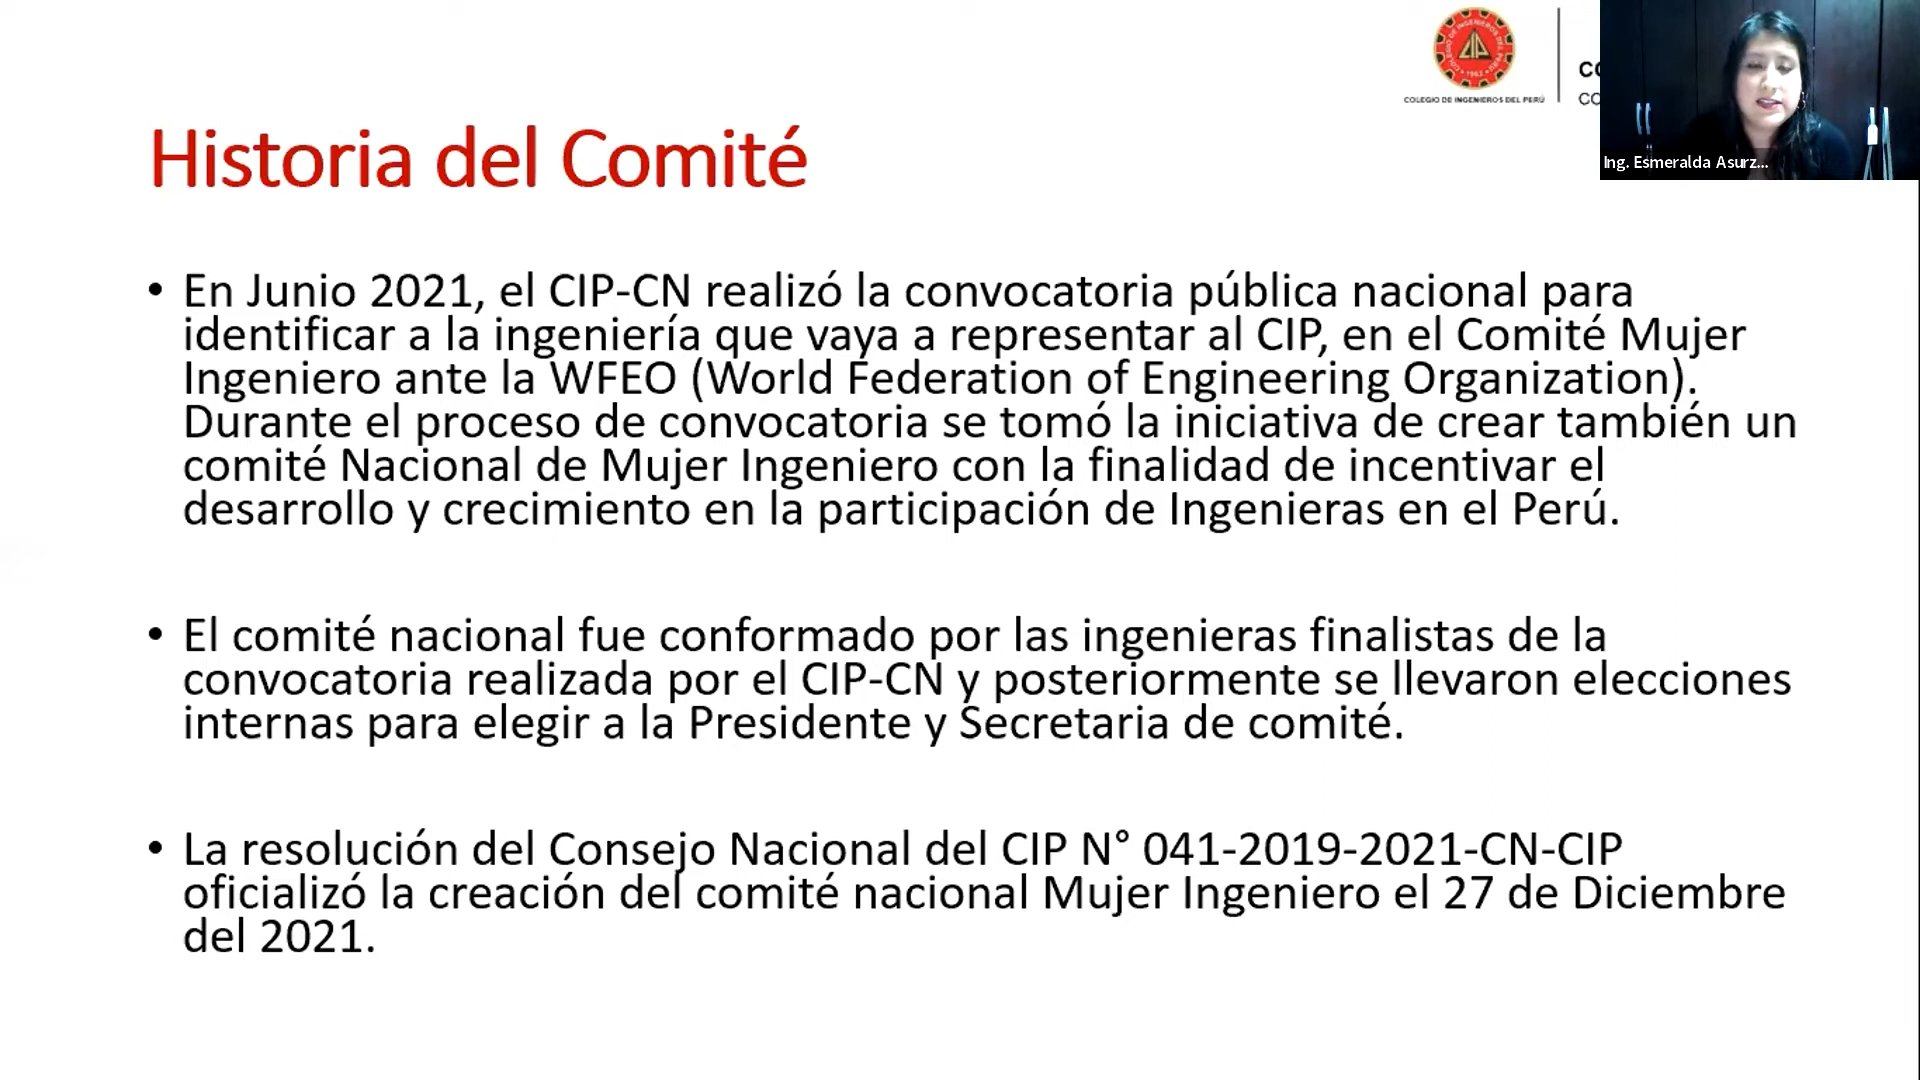 COLEGIO DE INGENIEROS DEL PERÚ
CIP
1962
COLEGIO DE INGENIEROS DEL PERÚ
Ing. Esmeralda Asurz...
Historia del Comité
• En Junio 2021, el CIP-CN realizó la convocatoria pública nacional para
identificar a la ingeniería que vaya a representar al CIP, en el Comité Mujer
Ingeniero ante la WFEO (World Federation of Engineering Organization).
Durante el proceso de convocatoria se tomó la iniciativa de crear también un
comité Nacional de Mujer Ingeniero con la finalidad de incentivar el
desarrollo y crecimiento en la participación de Ingenieras en el Perú.
• El comité nacional fue conformado por las ingenieras finalistas de la
convocatoria realizada por el CIP-CN y posteriormente se llevaron elecciones
internas para elegir a la Presidente y Secretaria de comité.
• La resolución del Consejo Nacional del CIP N° 041-2019-2021-CN-CIP
oficializó la creación del comité nacional Mujer Ingeniero el 27 de Diciembre
del 2021.